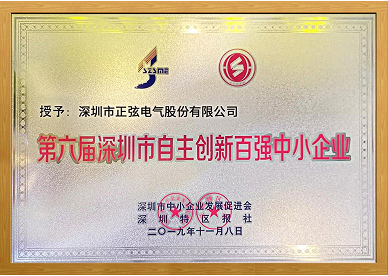 SZSME
授予：深圳市正弦电气股份有限公司
第六届深圳市自主创新百强中小企业
深圳市中小企业发展促进会
深圳特区报社
二〇一九年十一月八日